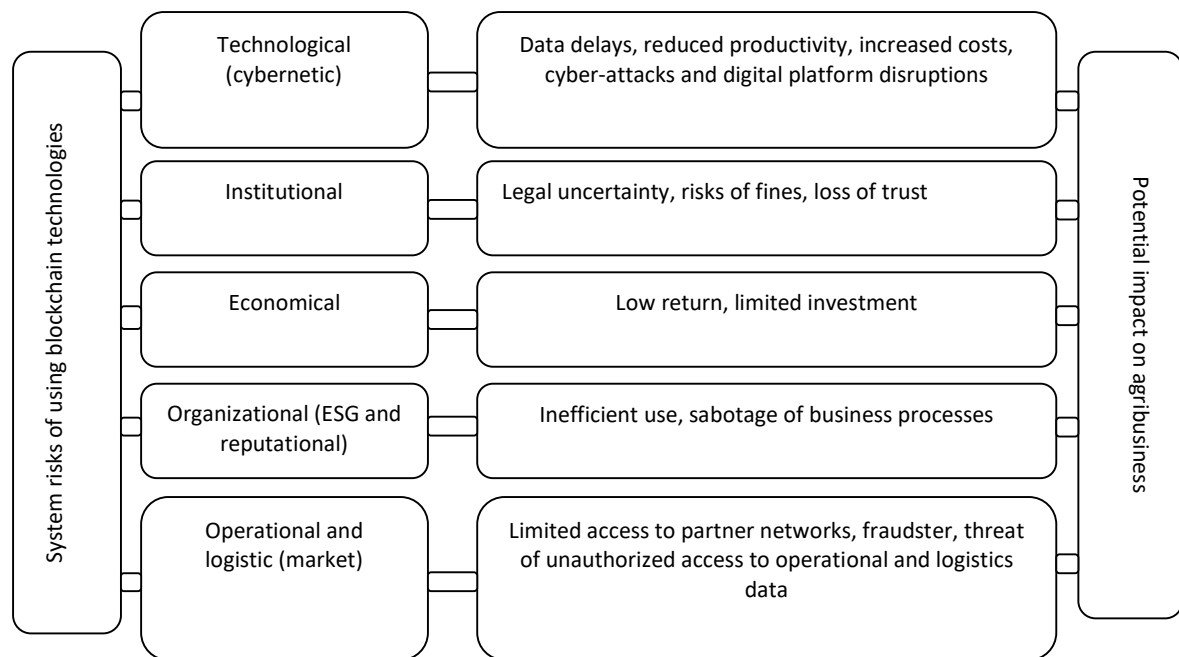 System risks of using blockchain technologies
Technological
(cybernetic)
Data delays, reduced productivity, increased costs,
cyber-attacks and digital platform disruptions
Institutional
Legal uncertainty, risks of fines, loss of trust
Economical
Low return, limited investment
Organizational (ESG and
reputational)
Inefficient use, sabotage of business processes
Operational and
logistic (market)
Limited access to partner networks, fraudster, threat
of unauthorized access to operational and logistics
data
Potential impact on agribusiness